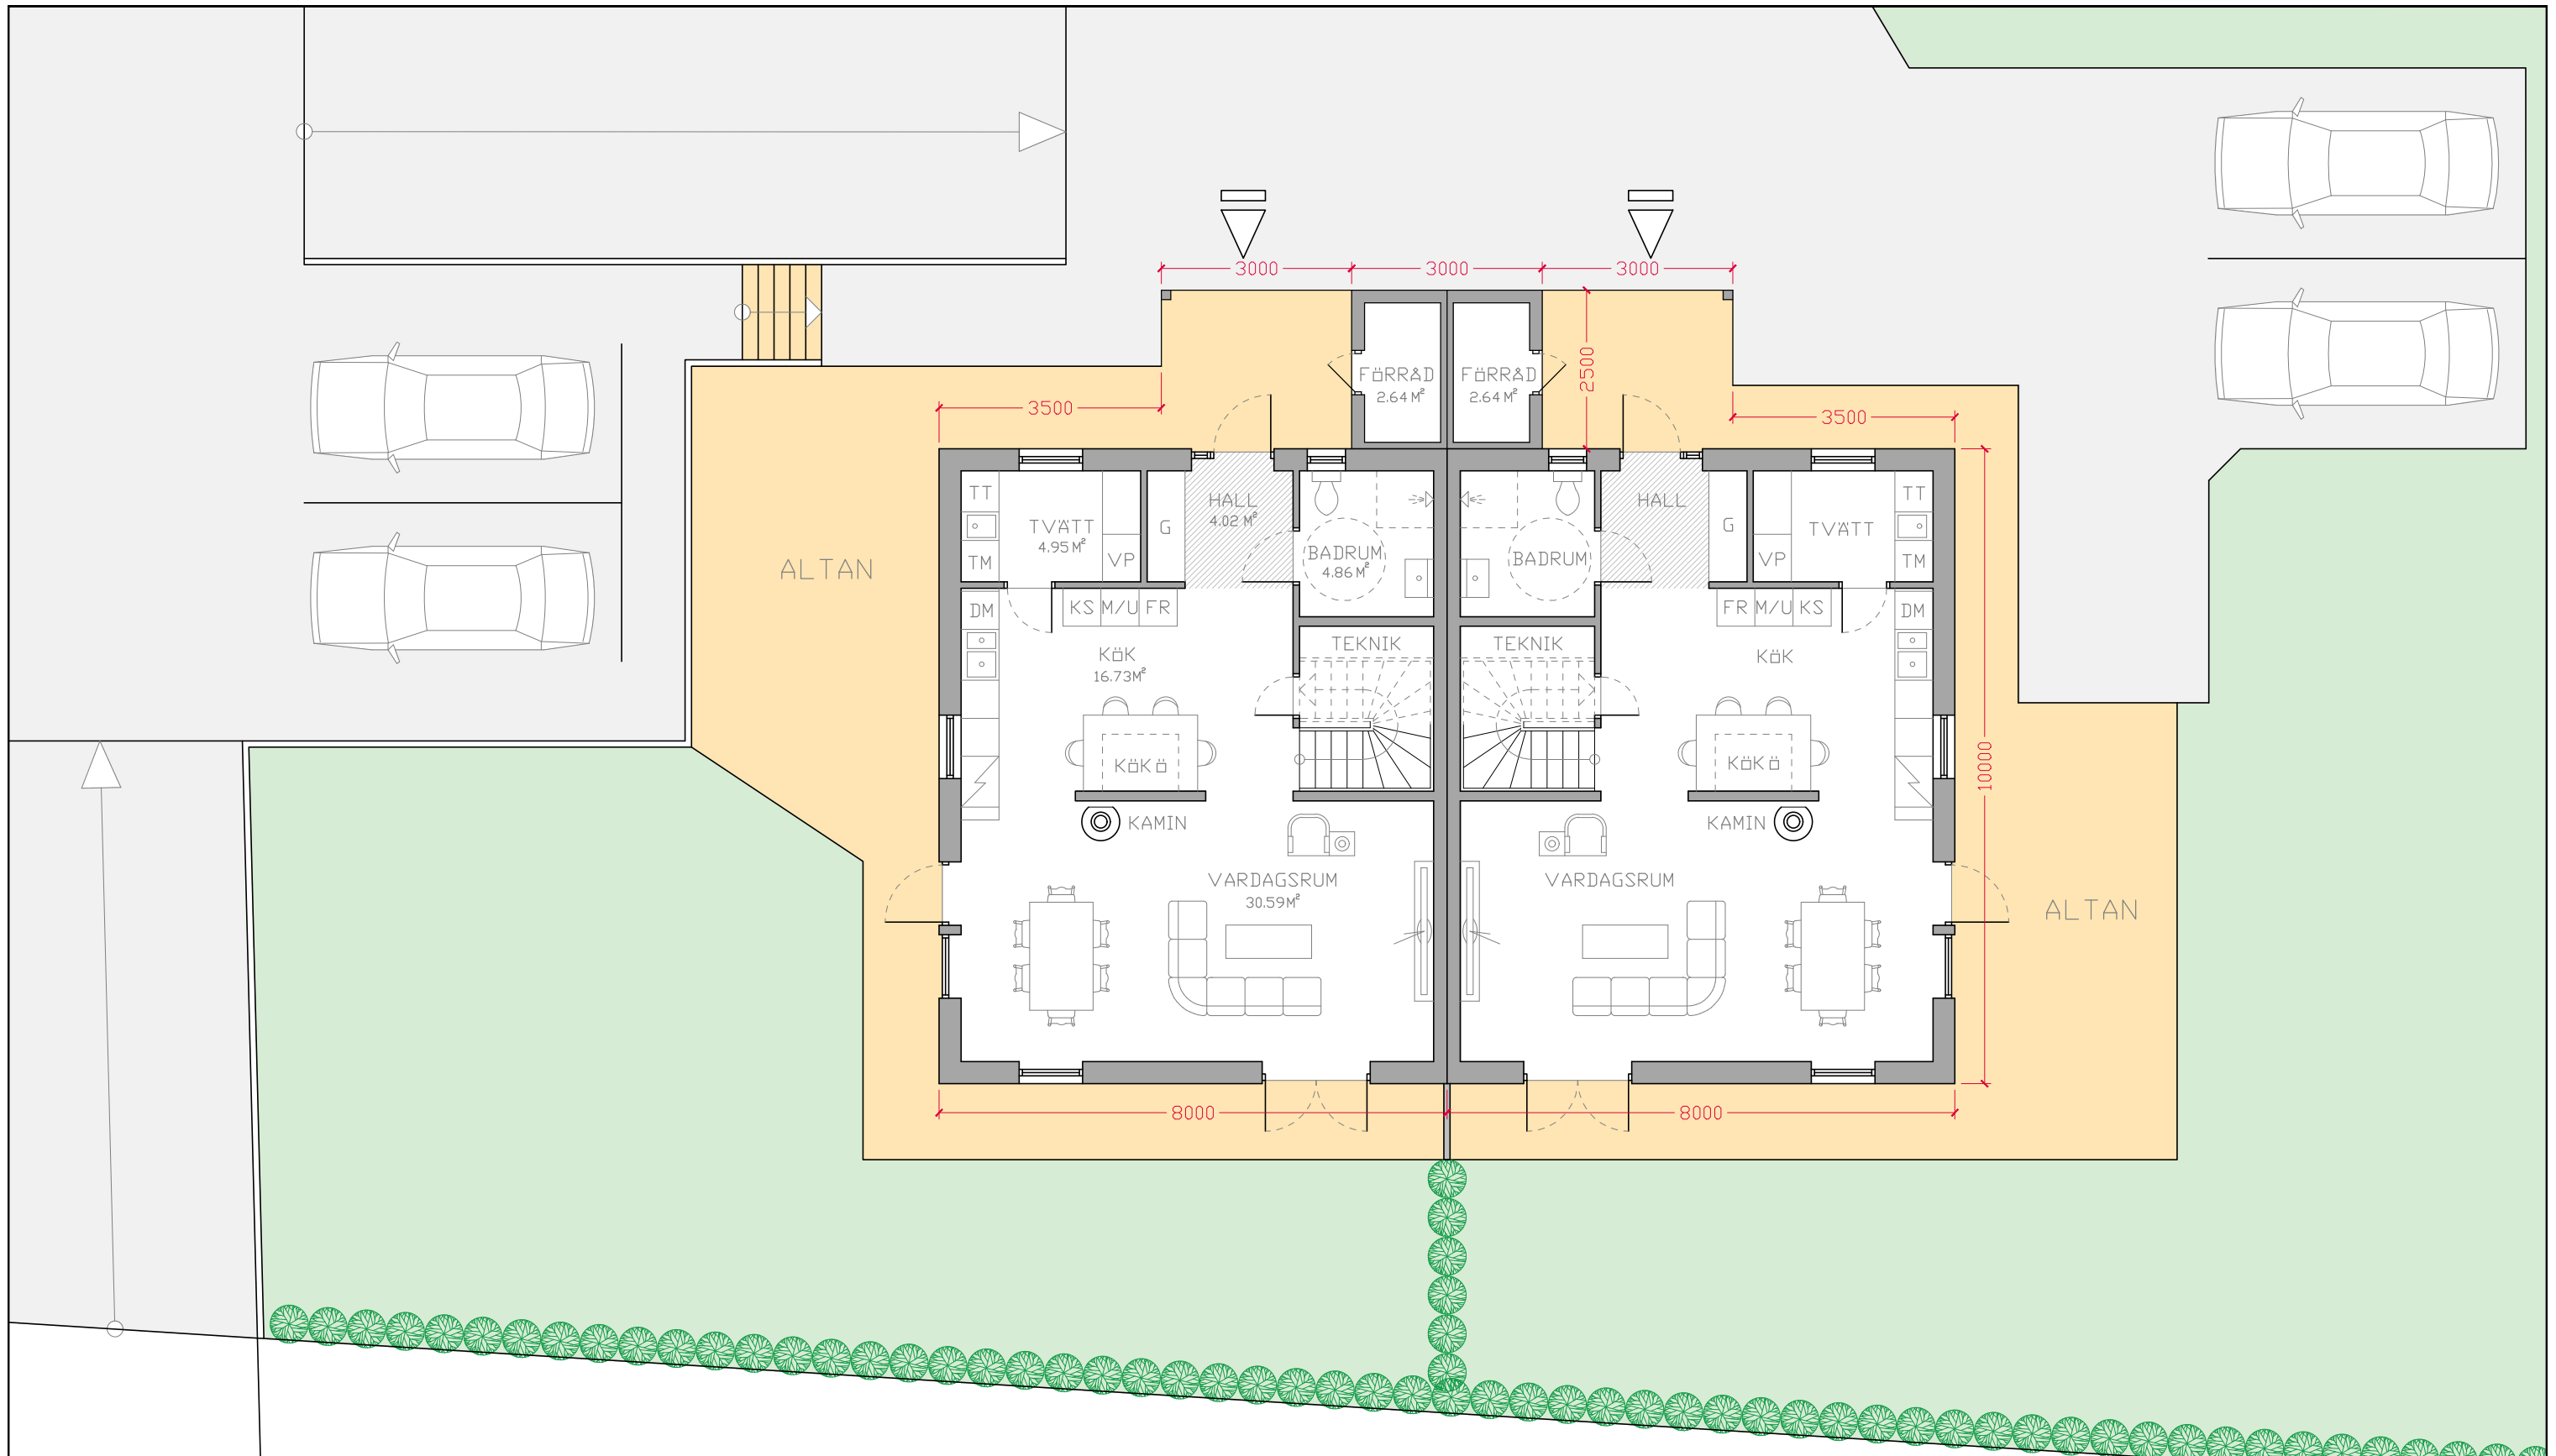 3000
3000
3000
2500
3500
3500
FÖRRÅD
2.64 M²
FÖRRÅD
2.64 M²
TT
TVÄTT
4.95 M²
TM
VP
G
HALL
4.02 M²
BADRUM
4.86 M²
BADRUM
HALL
G
VP
TVÄTT
TT
TM
ALTAN
DM
KS
M/U
FR
TEKNIK
TEKNIK
FR
M/U
KS
DM
KÖK
16.73M²
KÖK
KÖKÖ
KÖKÖ
10000
KAMIN
KAMIN
VARDAGSRUM
30.59M²
VARDAGSRUM
ALTAN
8000
8000